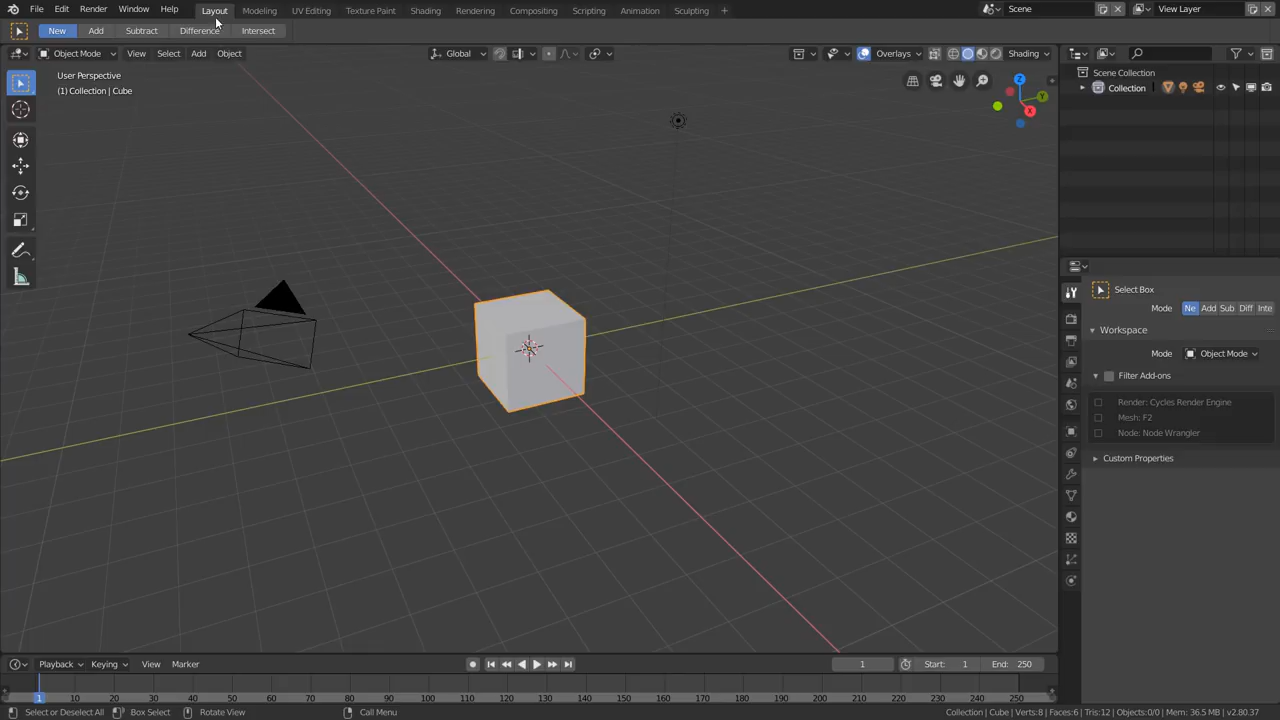 File Edit Render Window Help Layout Modeling UV Editing Texture Paint Shading Rendering Compositing Animation Scripting Sculpting + Scene View Layer
New Add Subtract Difference Intersect
Object Mode View Select Add Object Global Overlays Shading
User Perspective
(1) Collection | Cube
Z
Y
X
Scene Collection
Collection
Select Box
Mode Ne Add Sub Diff Inte
Workspace
Mode Object Mode
Filter Add-ons
Render: Cycles Render Engine
Mesh: F2
Node: Node Wrangler
Custom Properties
Playback Keying View Marker 1 Start: 1 End: 250
1 10 20 30 40 50 60 70 80 90 100 110 120 130 140 150 160 170 180 190 200 210 220 230 240 250
Select or Deselect All Box Select Rotate View Call Menu Collection | Cube | Verts:8 | Faces:6 | Tris:12 | Objects:0/0 | Mem: 36.5 MB | v2.80.37